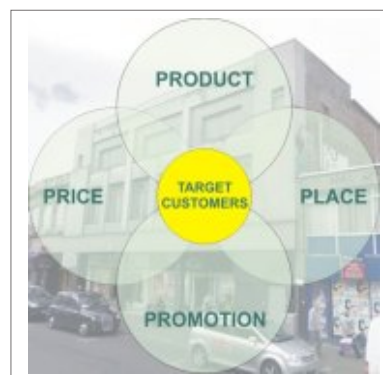 PRODUCT
PRICE
TARGET
CUSTOMERS
PLACE
PROMOTION